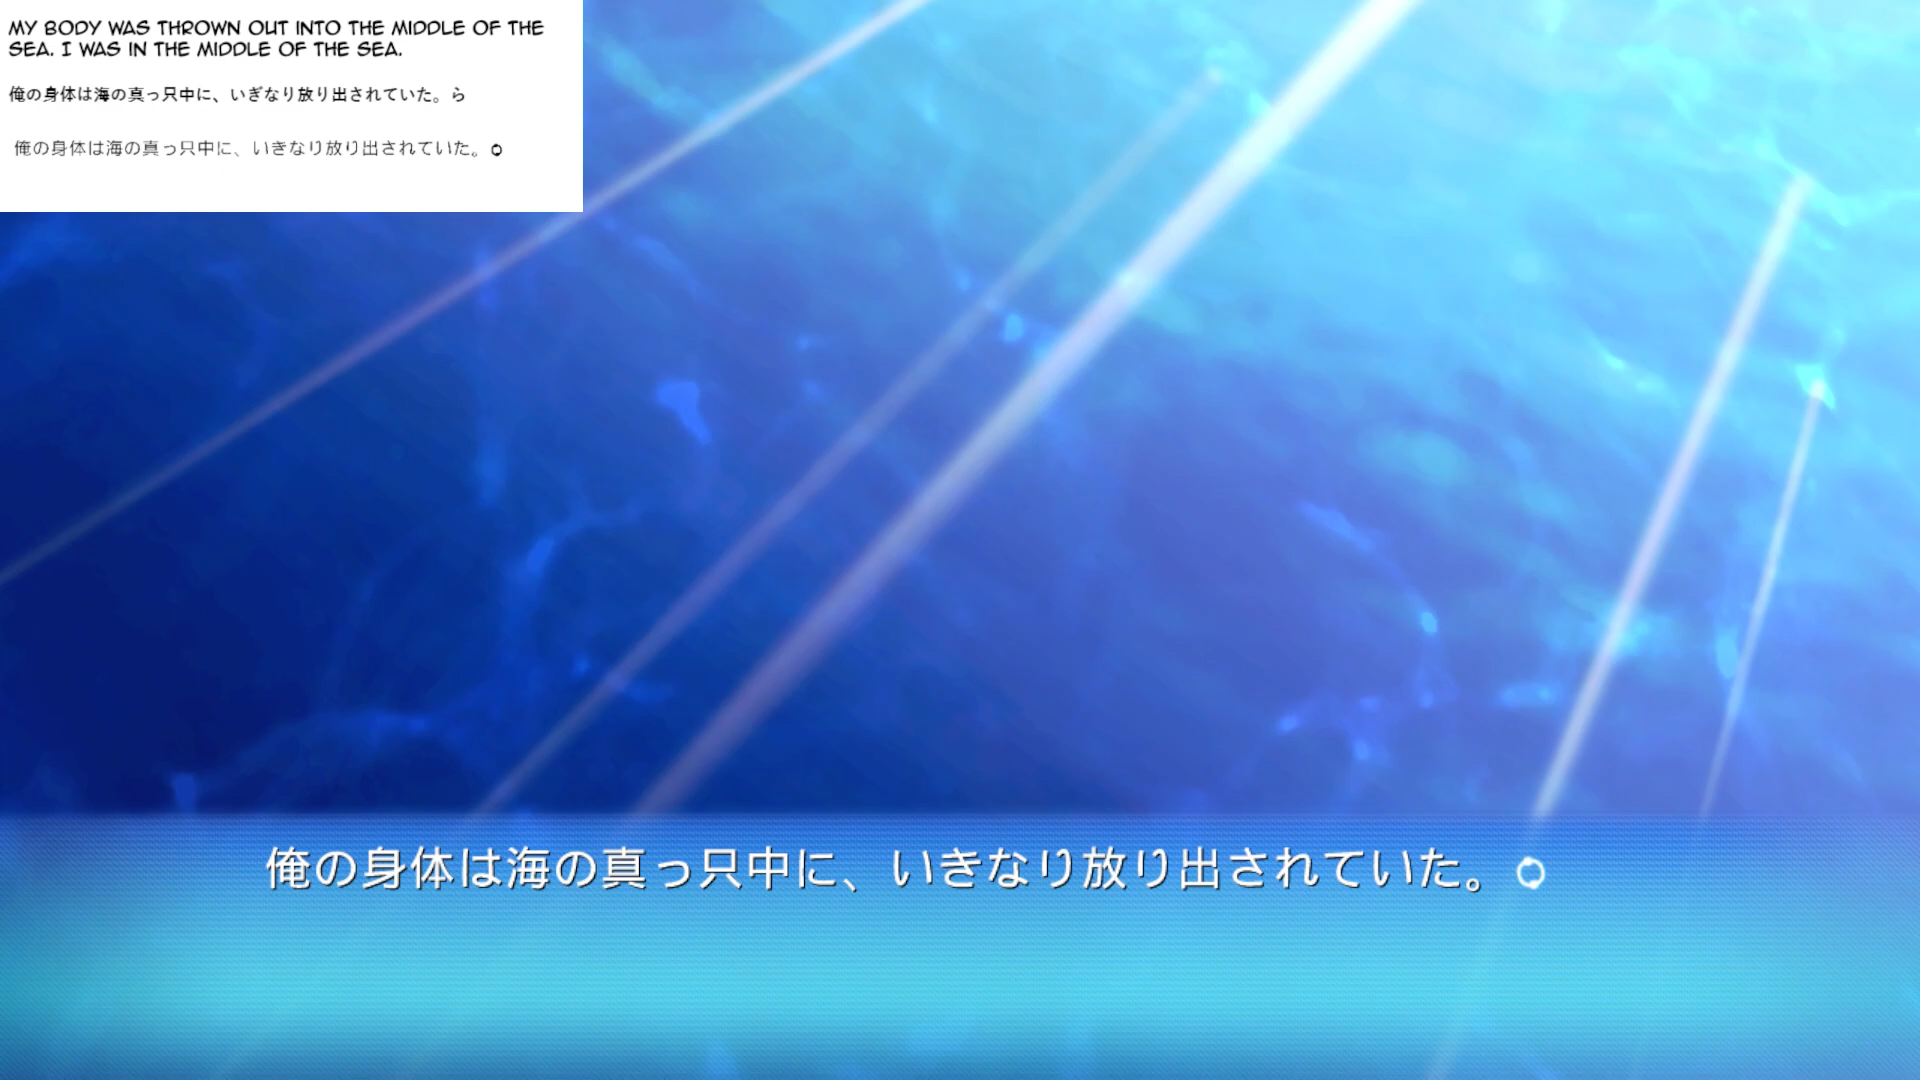 MY BODY WAS THROWN OUT INTO THE MIDDLE OF THE
SEA. I WAS IN THE MIDDLE OF THE SEA.
俺の身体は海の真っ只中に、いぎなり放り出されていた。ら
俺の身体は海の真っ只中に、いきなり放り出されていた。
俺の身体は海の真っ只中に、いきなり放り出されていた。